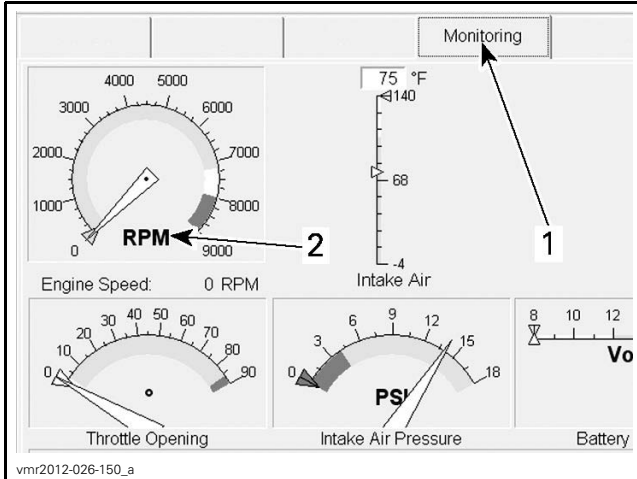 Monitoring
1
75 °F
140
68
-4
Intake Air
0
1000
2000
3000
4000
5000
6000
7000
8000
9000
RPM
2
Engine Speed: 0 RPM
0
10
20
30
40
50
60
70
80
90
Throttle Opening
0
3
6
9
12
15
18
Intake Air Pressure
8 10 12
Vo
Battery
vmr2012-026-150_a